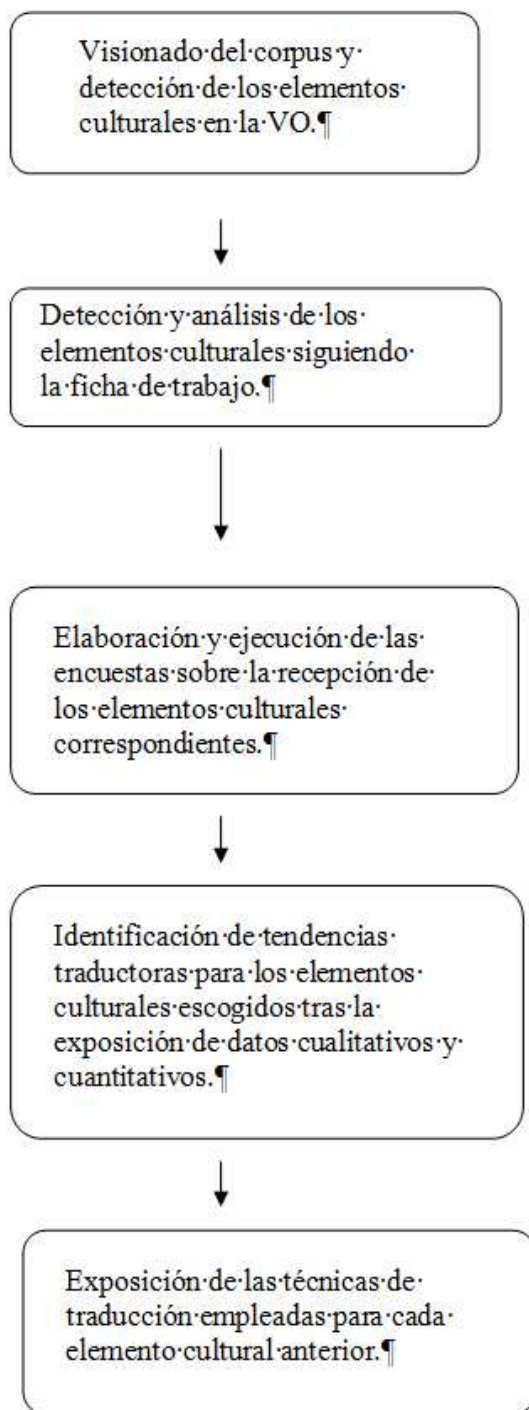 Visionado·del·corpus·y·
detección·de·los·elementos·
culturales·en·la·VO.¶
Detección·y·análisis·de·los·
elementos·culturales·siguiendo·
la·ficha·de·trabajo.¶
Elaboración·y·ejecución·de·las·
encuestas·sobre·la·recepción·de·
los·elementos·culturales·
correspondientes.¶
Identificación·de·tendencias·
traductoras·para·los·elementos·
culturales·escogidos·tras·la·
exposición·de·datos·cualitativos·y·
cuantitativos.¶
Exposición·de·las·técnicas·de·
traducción·empleadas·para·cada·
elemento·cultural·anterior.¶